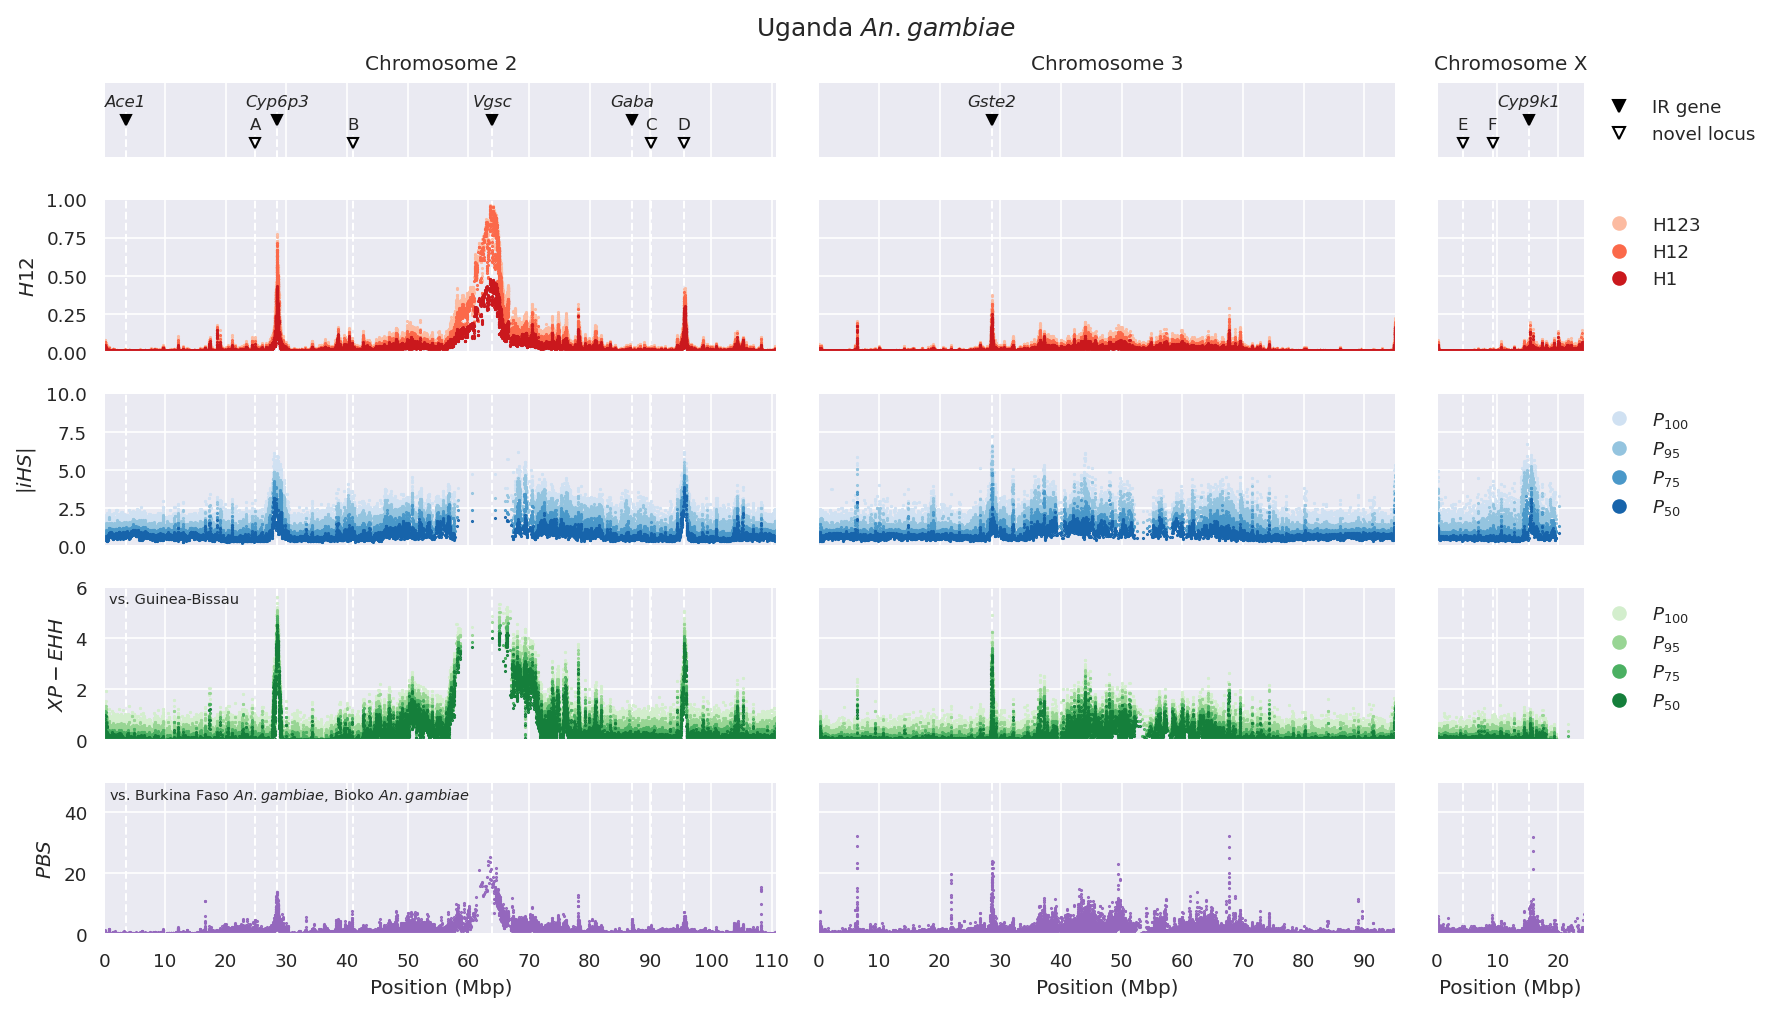 Uganda An. gambiae
Chromosome 2 Chromosome 3 Chromosome X
Ace1 Cyp6p3 Vgsc Gaba Gste2 Cyp9k1
A B C D E F
IR gene
novel locus
H12
1.00
0.75
0.50
0.25
0.00
H123
H12
H1
|iHS|
10.0
7.5
5.0
2.5
0.0
P100
P95
P75
P50
XP−EHH
vs. Guinea-Bissau
6
4
2
0
P100
P95
P75
P50
PBS
vs. Burkina Faso An. gambiae, Bioko An. gambiae
40
20
0
0 10 20 30 40 50 60 70 80 90 100 110 0 10 20 30 40 50 60 70 80 90 0 10 20
Position (Mbp) Position (Mbp) Position (Mbp)